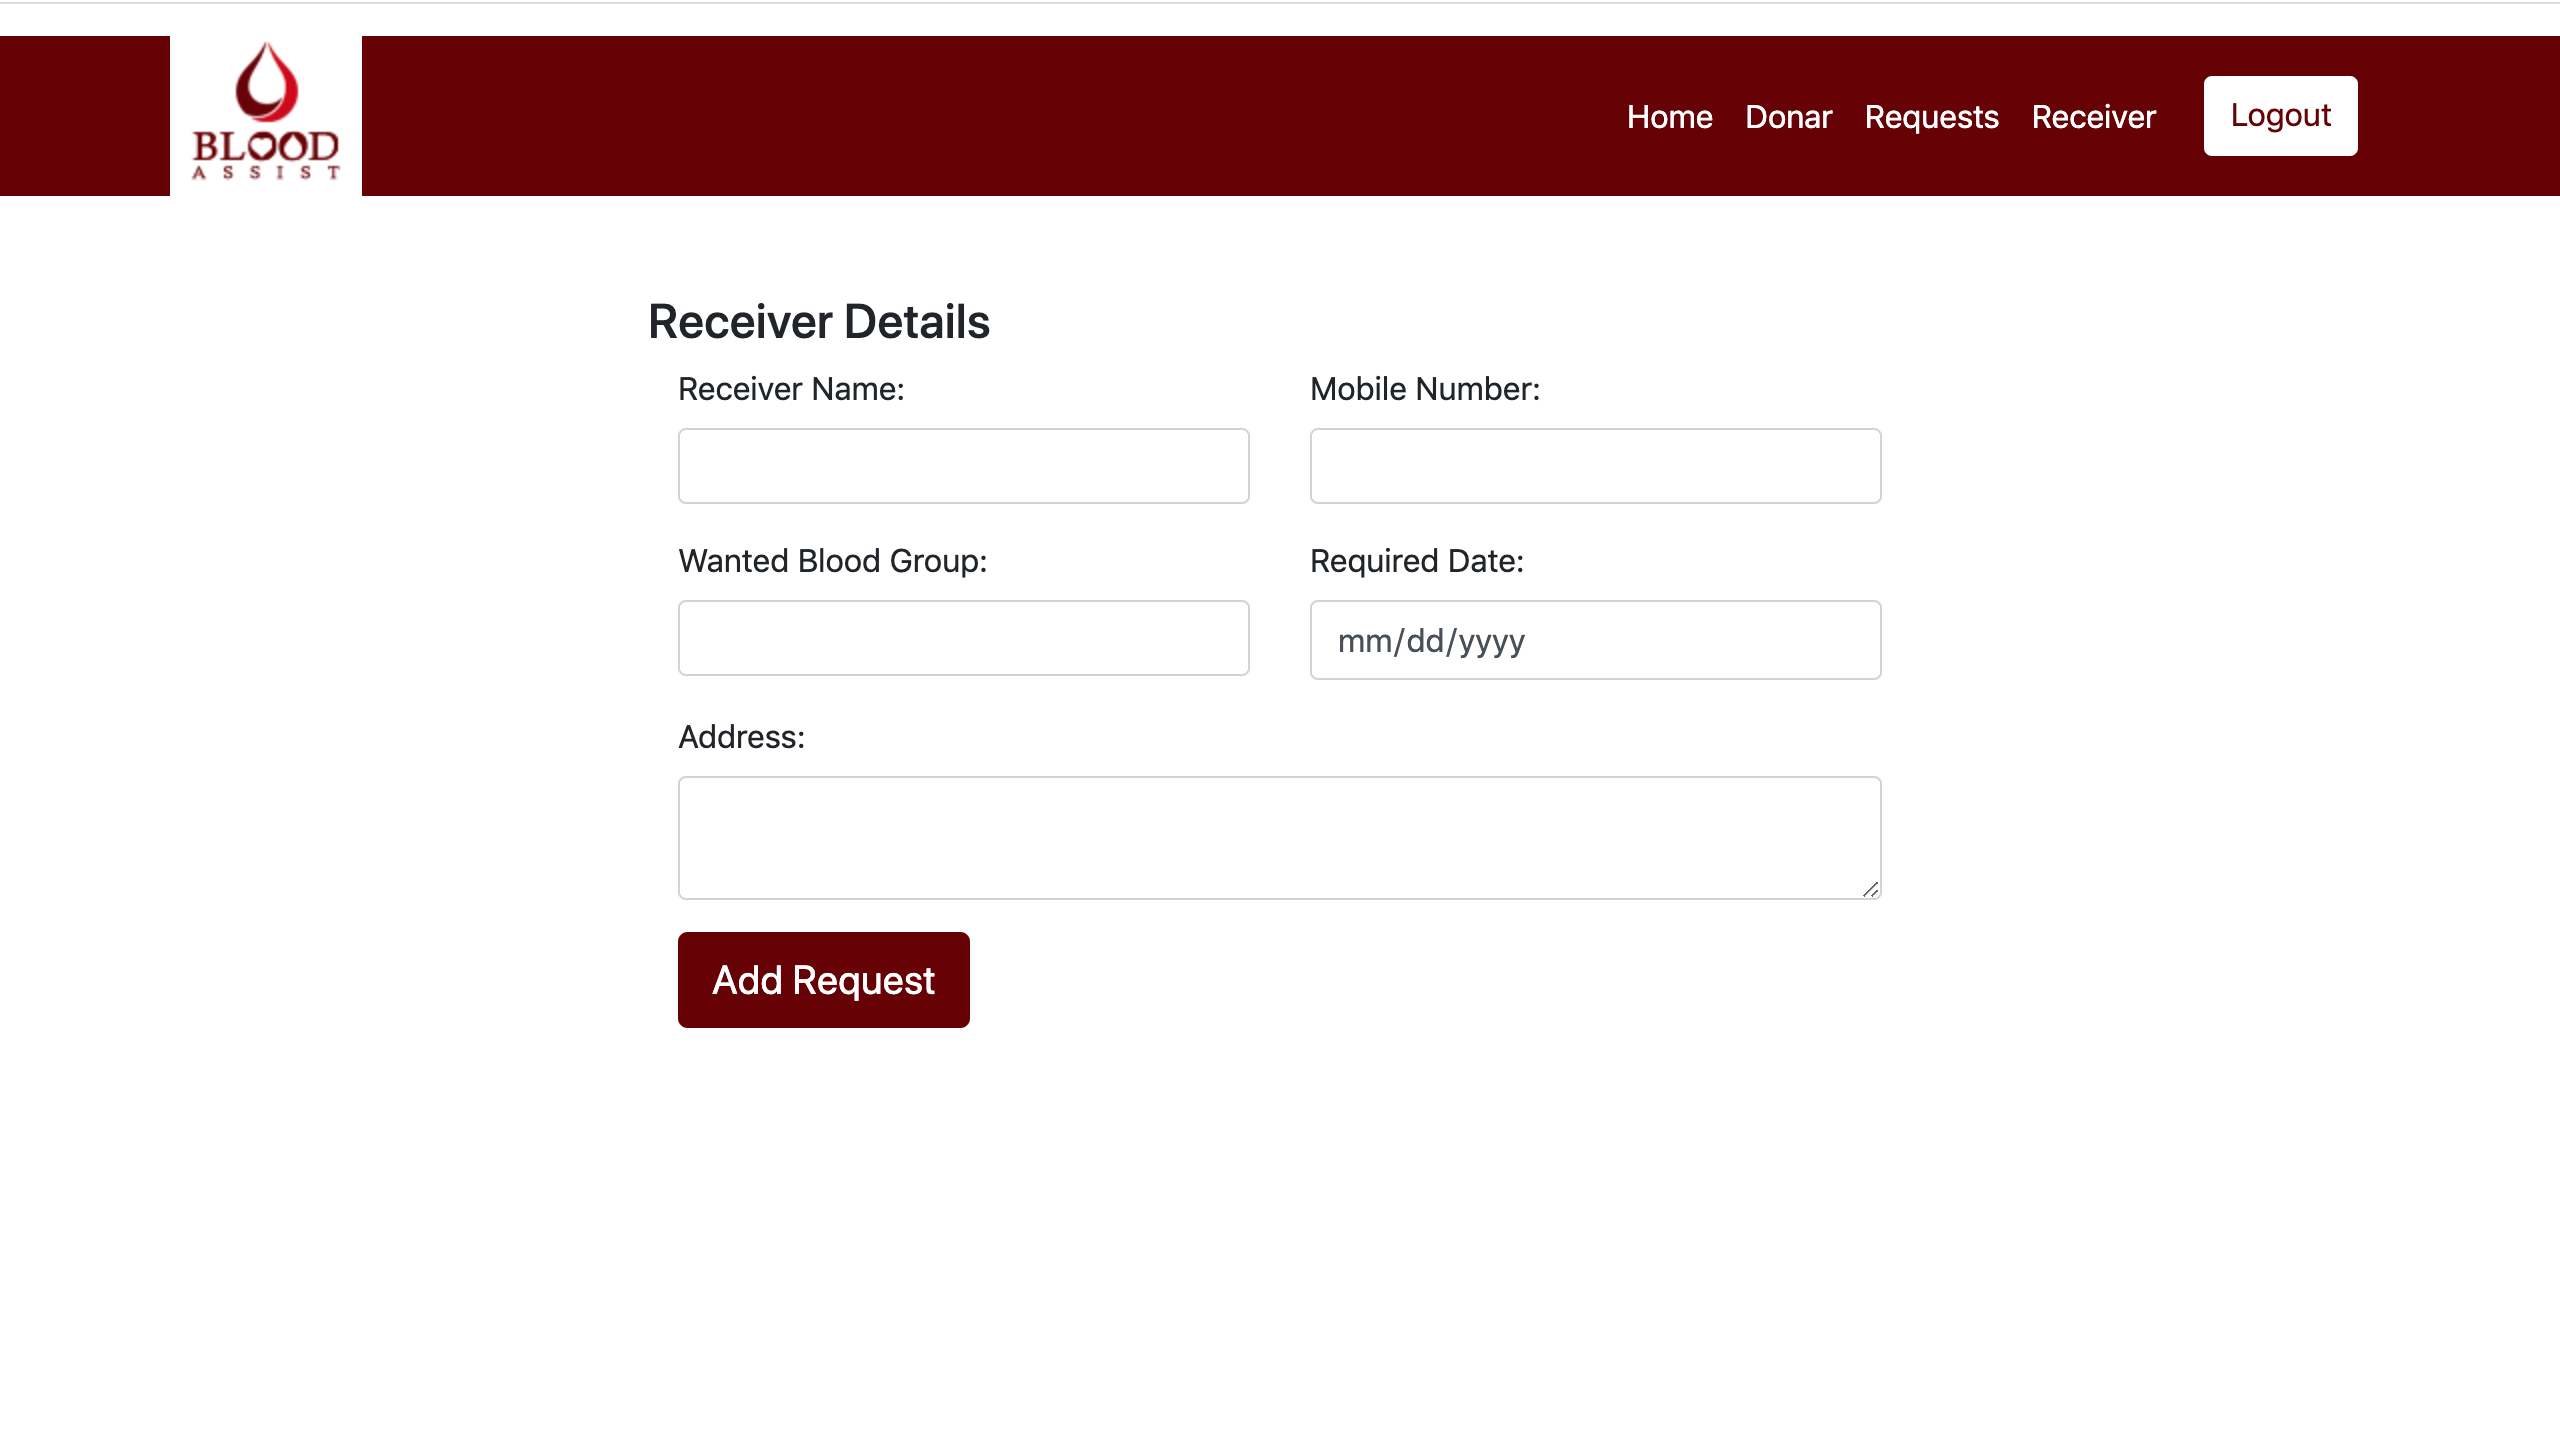 BLOOD
ASSIST
Home Donar Requests Receiver Logout
Receiver Details
Receiver Name: Mobile Number:
Wanted Blood Group: Required Date:
mm/dd/yyyy
Address:
Add Request